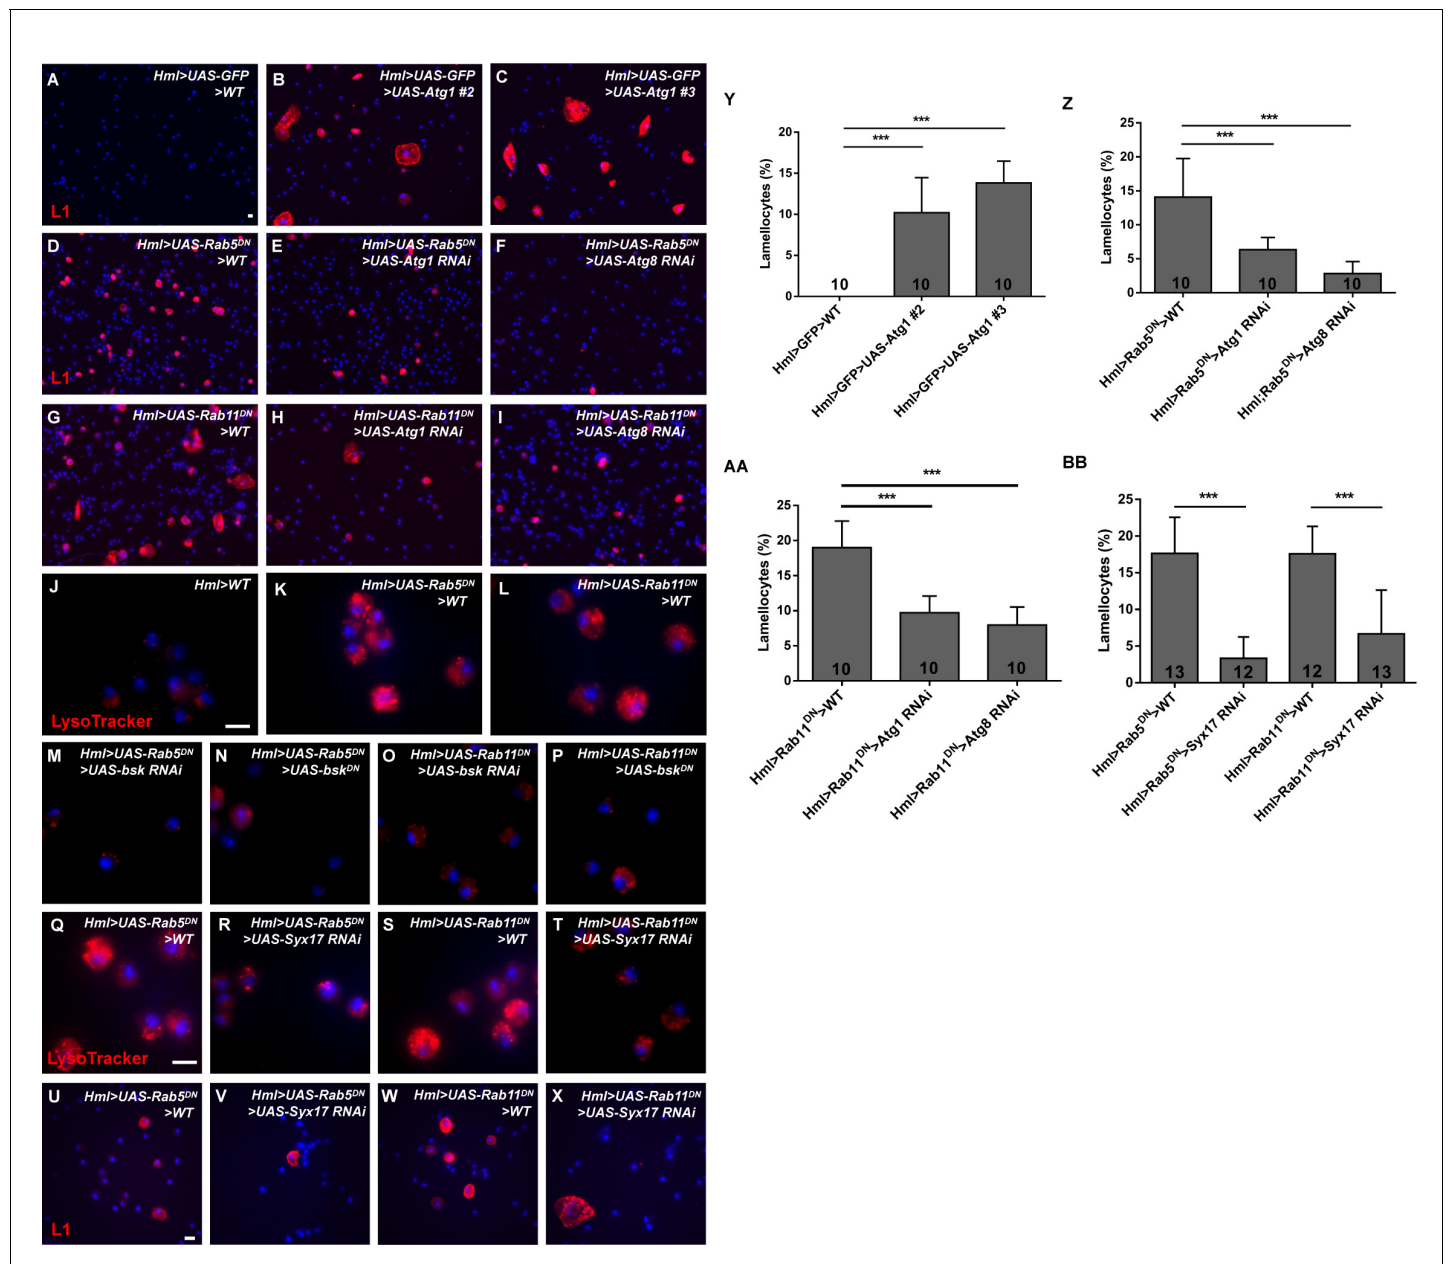 A
Hml>UAS-GFP
>WT
L1
B
Hml>UAS-GFP
>UAS-Atg1 #2
C
Hml>UAS-GFP
>UAS-Atg1 #3
D
Hml>UAS-Rab5DN
>WT
L1
E
Hml>UAS-Rab5DN
>UAS-Atg1 RNAi
F
Hml>UAS-Rab5DN
>UAS-Atg8 RNAi
G
Hml>UAS-Rab11DN
>WT
H
Hml>UAS-Rab11DN
>UAS-Atg1 RNAi
I
Hml>UAS-Rab11DN
>UAS-Atg8 RNAi
J
Hml>WT
LysoTracker
K
Hml>UAS-Rab5DN
>WT
L
Hml>UAS-Rab11DN
>WT
M
Hml>UAS-Rab5DN
>UAS-bsk RNAi
N
Hml>UAS-Rab5DN
>UAS-bskDN
O
Hml>UAS-Rab11DN
>UAS-bsk RNAi
P
Hml>UAS-Rab11DN
>UAS-bskDN
Q
Hml>UAS-Rab5DN
>WT
LysoTracker
R
Hml>UAS-Rab5DN
>UAS-Syx17 RNAi
S
Hml>UAS-Rab11DN
>WT
T
Hml>UAS-Rab11DN
>UAS-Syx17 RNAi
U
Hml>UAS-Rab5DN
>WT
L1
V
Hml>UAS-Rab5DN
>UAS-Syx17 RNAi
W
Hml>UAS-Rab11DN
>WT
X
Hml>UAS-Rab11DN
>UAS-Syx17 RNAi
Y
Lamellocytes (%)
20
15
10
5
0
***
***
10
10
10
Hml>GFP>WT
Hml>GFP>UAS-Atg1 #2
Hml>GFP>UAS-Atg1 #3
Z
Lamellocytes (%)
25
20
15
10
5
0
***
***
10
10
10
Hml>Rab5DN>WT
Hml>Rab5DN>Atg1 RNAi
Hml;Rab5DN>Atg8 RNAi
AA
Lamellocytes (%)
25
20
15
10
5
0
***
***
10
10
10
Hml>Rab11DN>WT
Hml>Rab11DN>Atg1 RNAi
Hml>Rab11DN>Atg8 RNAi
BB
Lamellocytes (%)
25
20
15
10
5
0
***
***
13
12
12
13
Hml>Rab5DN>WT
Hml>Rab5DN>Syx17 RNAi
Hml>Rab11DN>WT
Hml>Rab11DN>Syx17 RNAi